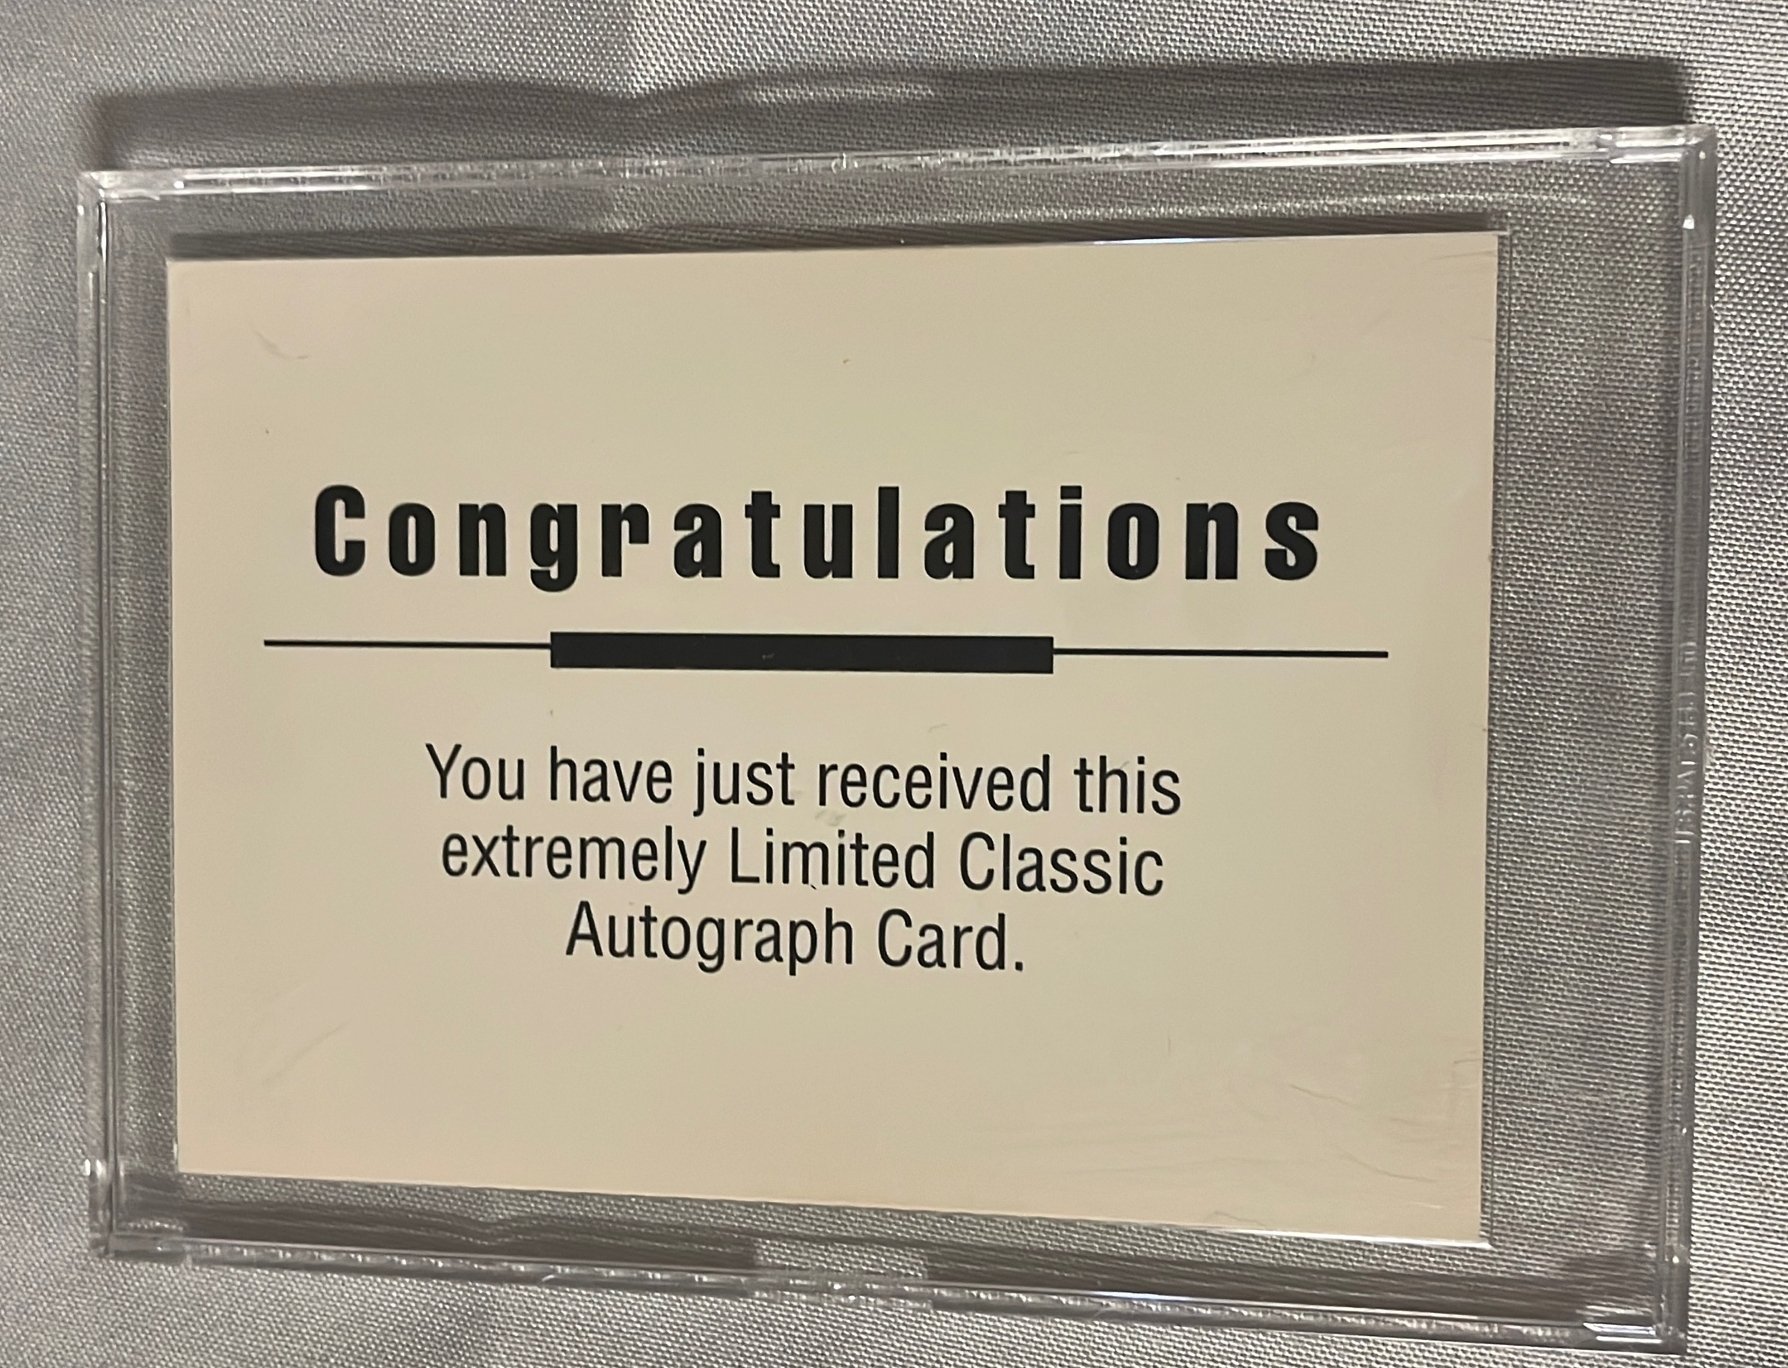 Congratulations
You have just received this
extremely Limited Classic
Autograph Card.